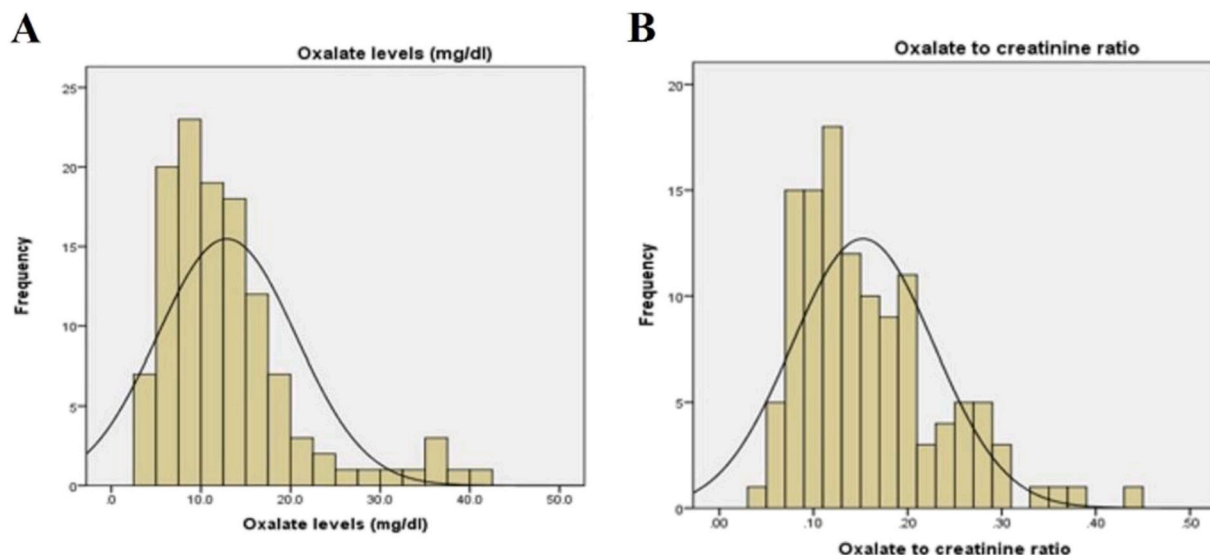 A
Oxalate levels (mg/dl)
25
20
15
10
5
0
Frequency
.0 10.0 20.0 30.0 40.0 50.0
Oxalate levels (mg/dl)
B
Oxalate to creatinine ratio
20
15
10
5
0
Frequency
.00 .10 .20 .30 .40 .50
Oxalate to creatinine ratio